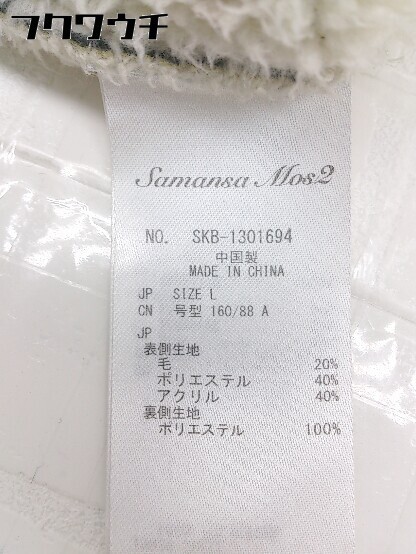 フクワウチ
Samansa Mos2
NO. SKB-1301694
中国製
MADE IN CHINA
JP SIZE L
CN 号型 160/88 A
JP
表側生地
毛 20%
ポリエステル 40%
アクリル 40%
裏側生地
ポリエステル 100%